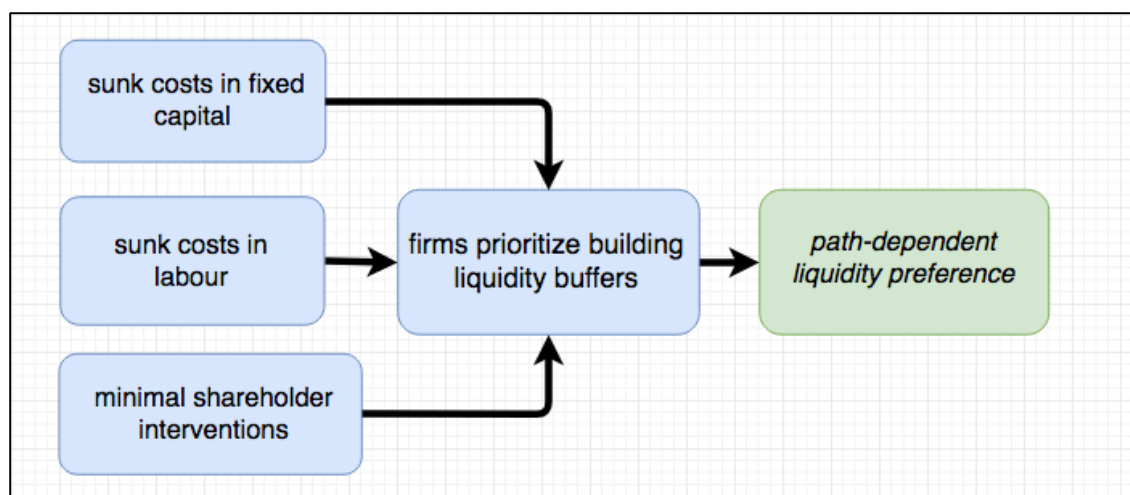 sunk costs in fixed
capital
sunk costs in
labour
minimal shareholder
interventions
firms prioritize building
liquidity buffers
path-dependent
liquidity preference